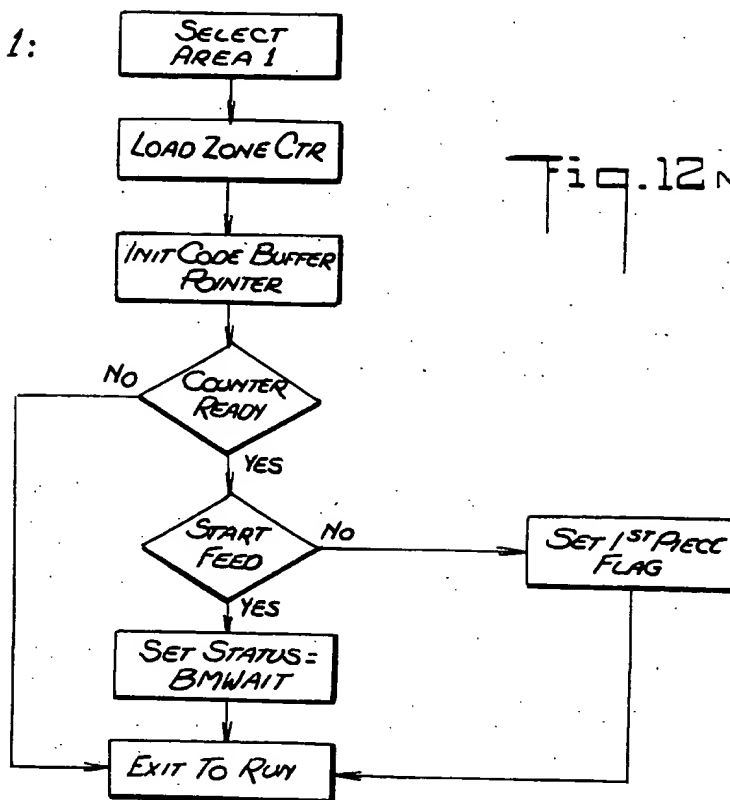 1:
SELECT
AREA 1
LOAD ZONE CTR
Fig. 12 N
INIT CODE BUFFER
POINTER
NO
COUNTER
READY
YES
START
FEED
NO
SET 1ST PIECE
FLAG
YES
SET STATUS=
BMWAIT
EXIT TO RUN